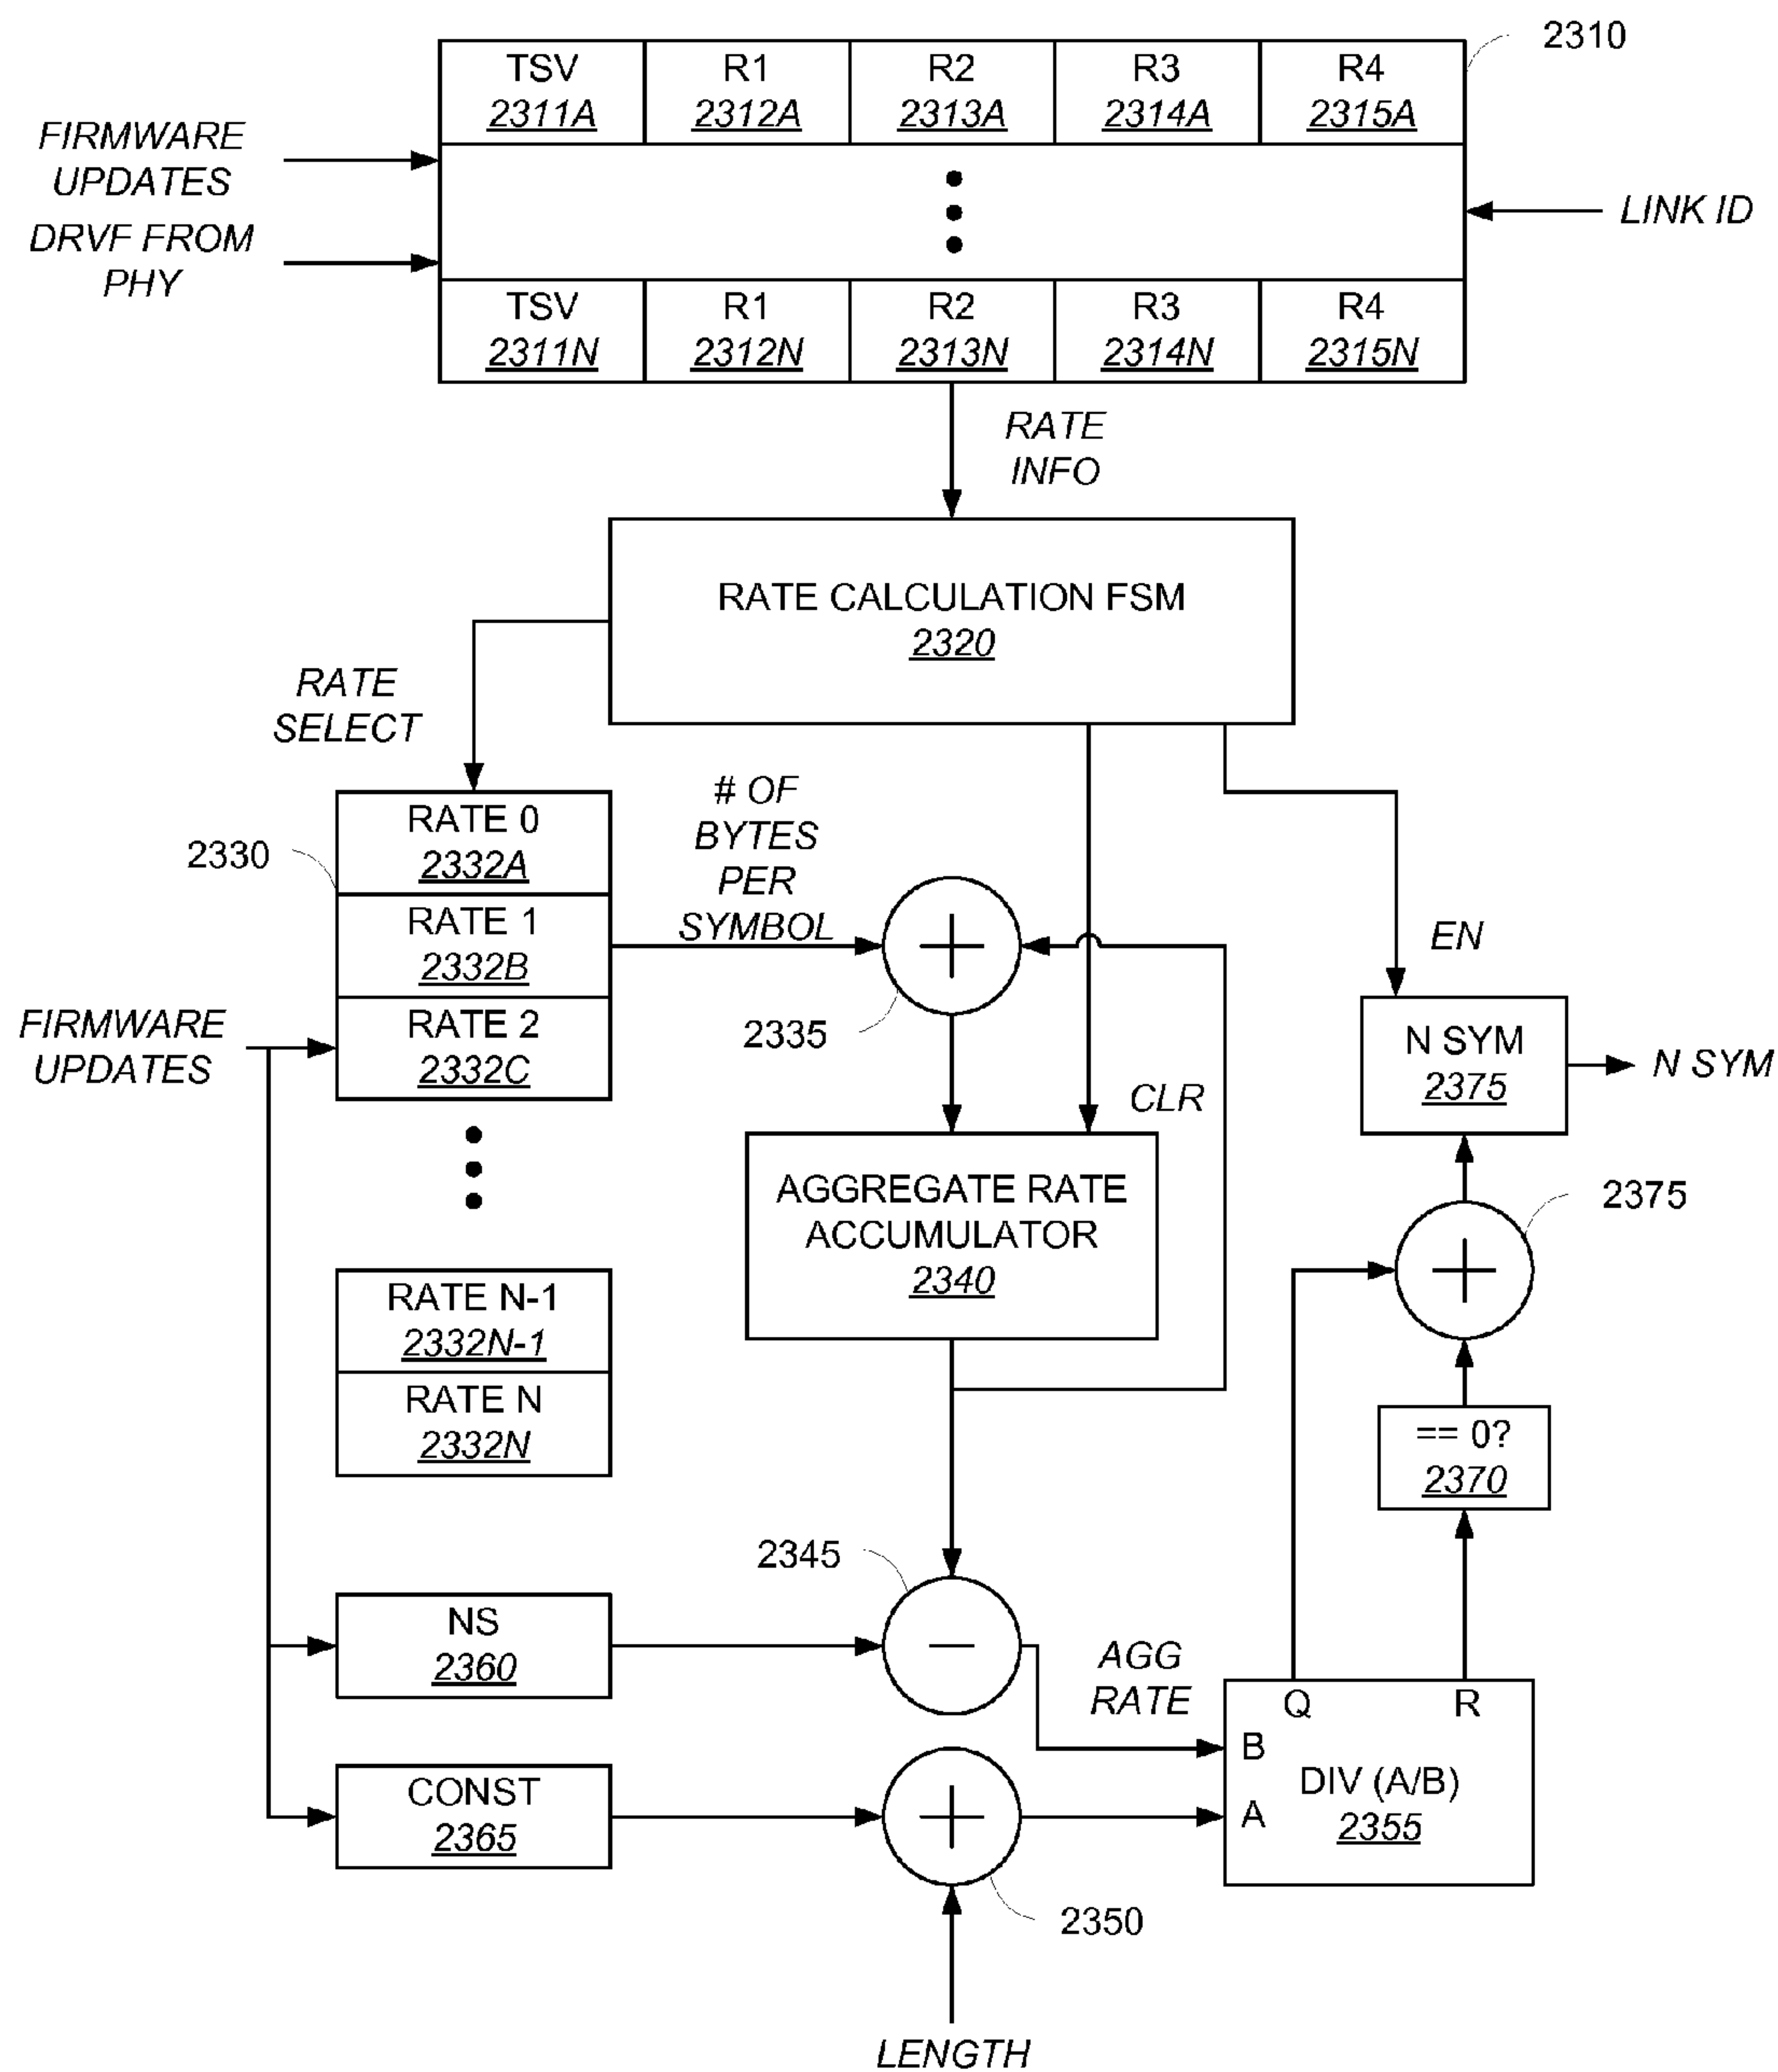 2310
TSV R1 R2 R3 R4
2311A 2312A 2313A 2314A 2315A
FIRMWARE
UPDATES
DRVF FROM
PHY
LINK ID
TSV R1 R2 R3 R4
2311N 2312N 2313N 2314N 2315N
RATE
INFO
RATE CALCULATION FSM
2320
RATE
SELECT
# OF
BYTES
PER
SYMBOL
2330
RATE 0
2332A
RATE 1
2332B
RATE 2
2332C
FIRMWARE
UPDATES
2335
EN
CLR
N SYM
2375
N SYM
AGGREGATE RATE
ACCUMULATOR
2340
2375
RATE N-1
2332N-1
RATE N
2332N
== 0?
2370
2345
NS
2360
AGG
RATE
Q R
B
A
DIV (A/B)
2355
CONST
2365
2350
LENGTH